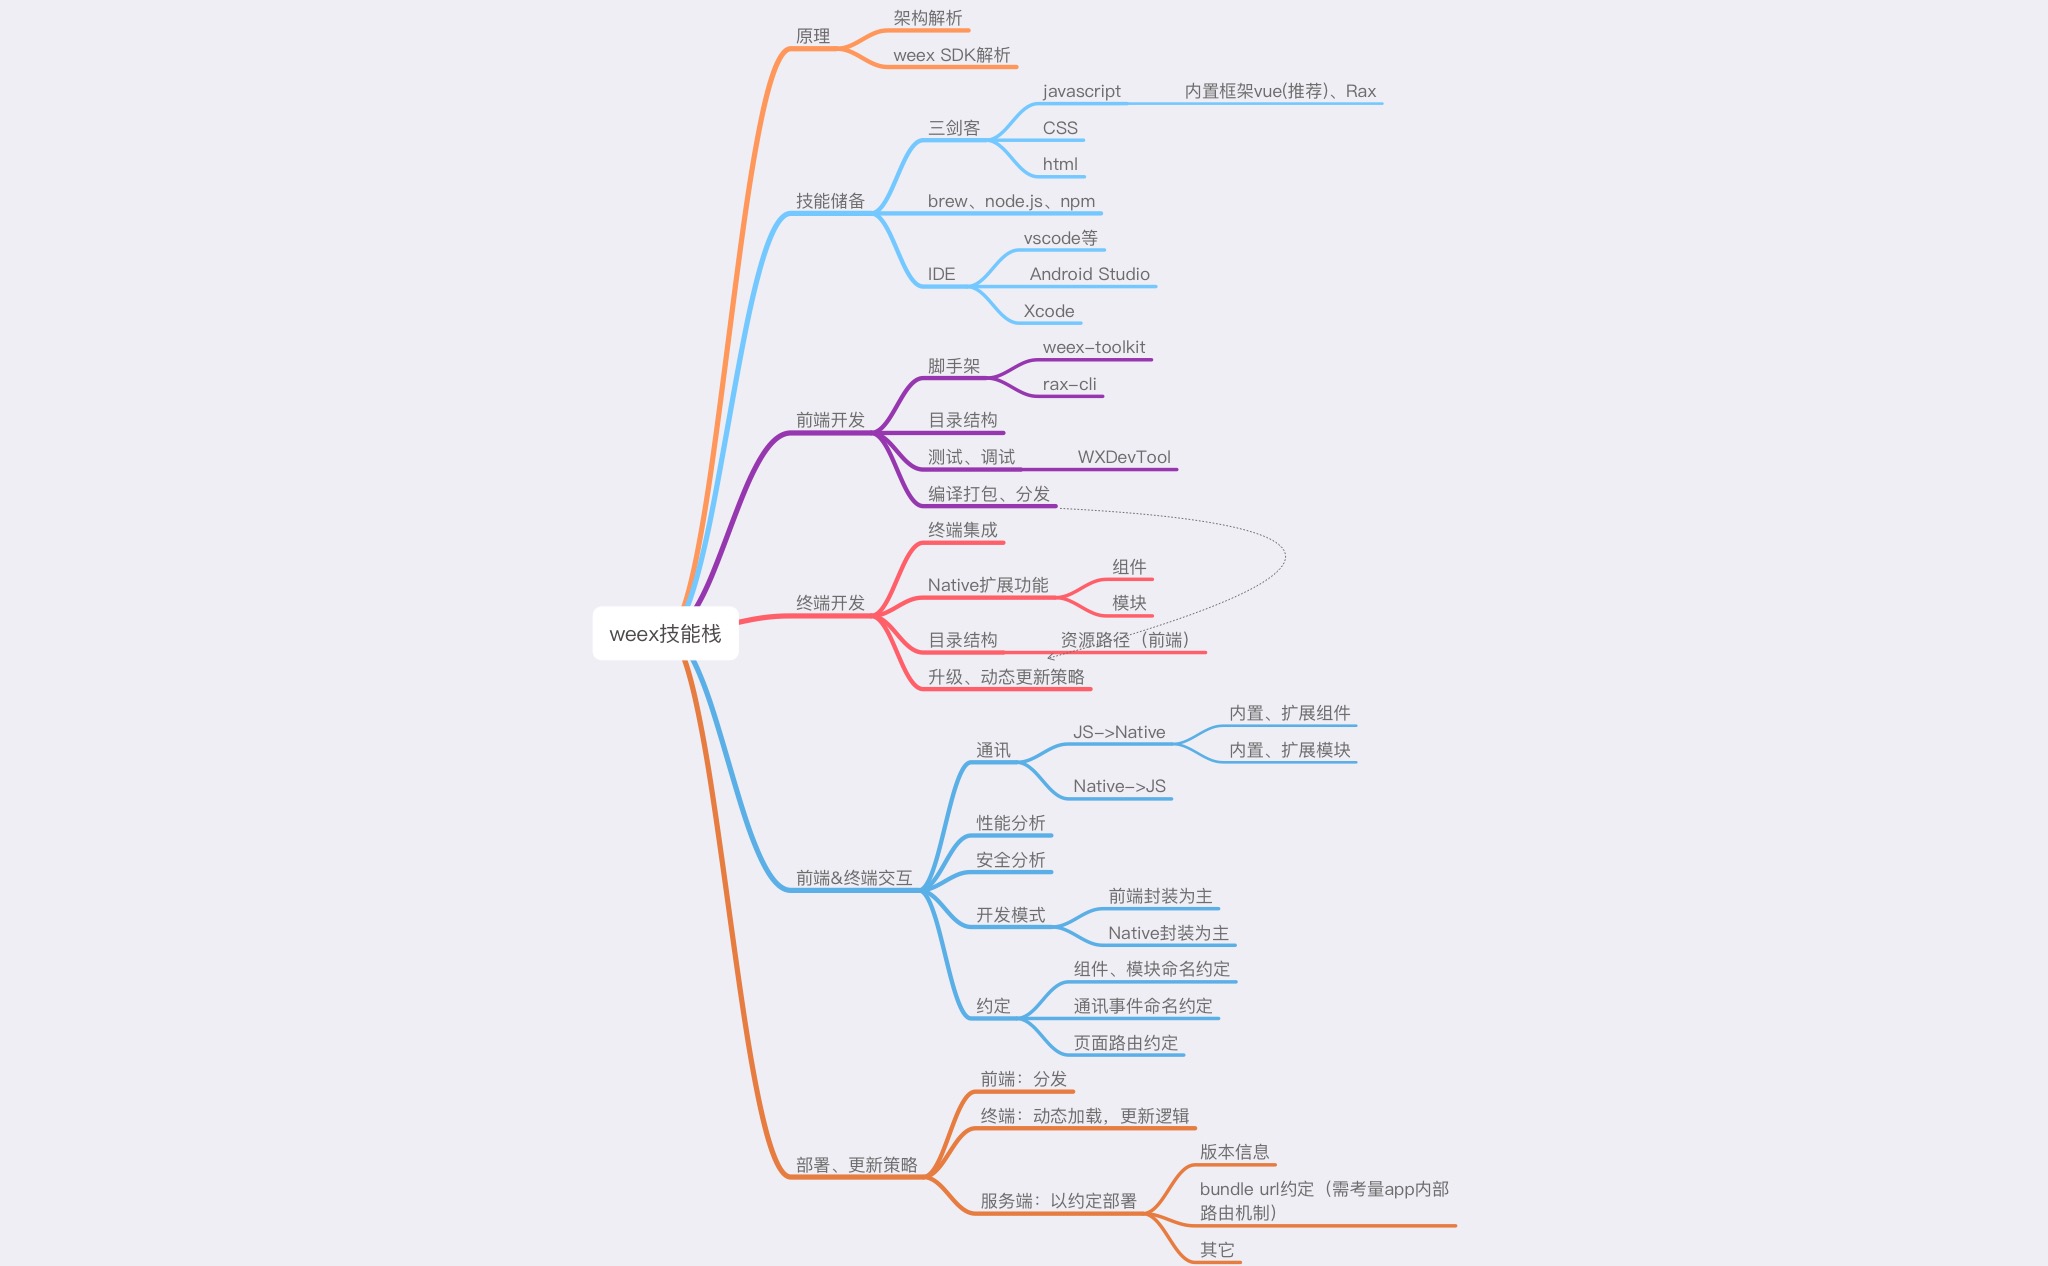 weex技能栈
原理
架构解析
weex SDK解析
技能储备
三剑客
javascript
内置框架vue(推荐)、Rax
CSS
html
brew、node.js、npm
IDE
vscode等
Android Studio
Xcode
前端开发
脚手架
weex-toolkit
rax-cli
目录结构
测试、调试
WXDevTool
编译打包、分发
终端开发
终端集成
Native扩展功能
组件
模块
目录结构
资源路径（前端）
升级、动态更新策略
前端&终端交互
通讯
JS->Native
内置、扩展组件
内置、扩展模块
Native->JS
性能分析
安全分析
开发模式
前端封装为主
Native封装为主
约定
组件、模块命名约定
通讯事件命名约定
页面路由约定
部署、更新策略
前端：分发
终端：动态加载，更新逻辑
服务端：以约定部署
版本信息
bundle url约定（需考量app内部
路由机制）
其它